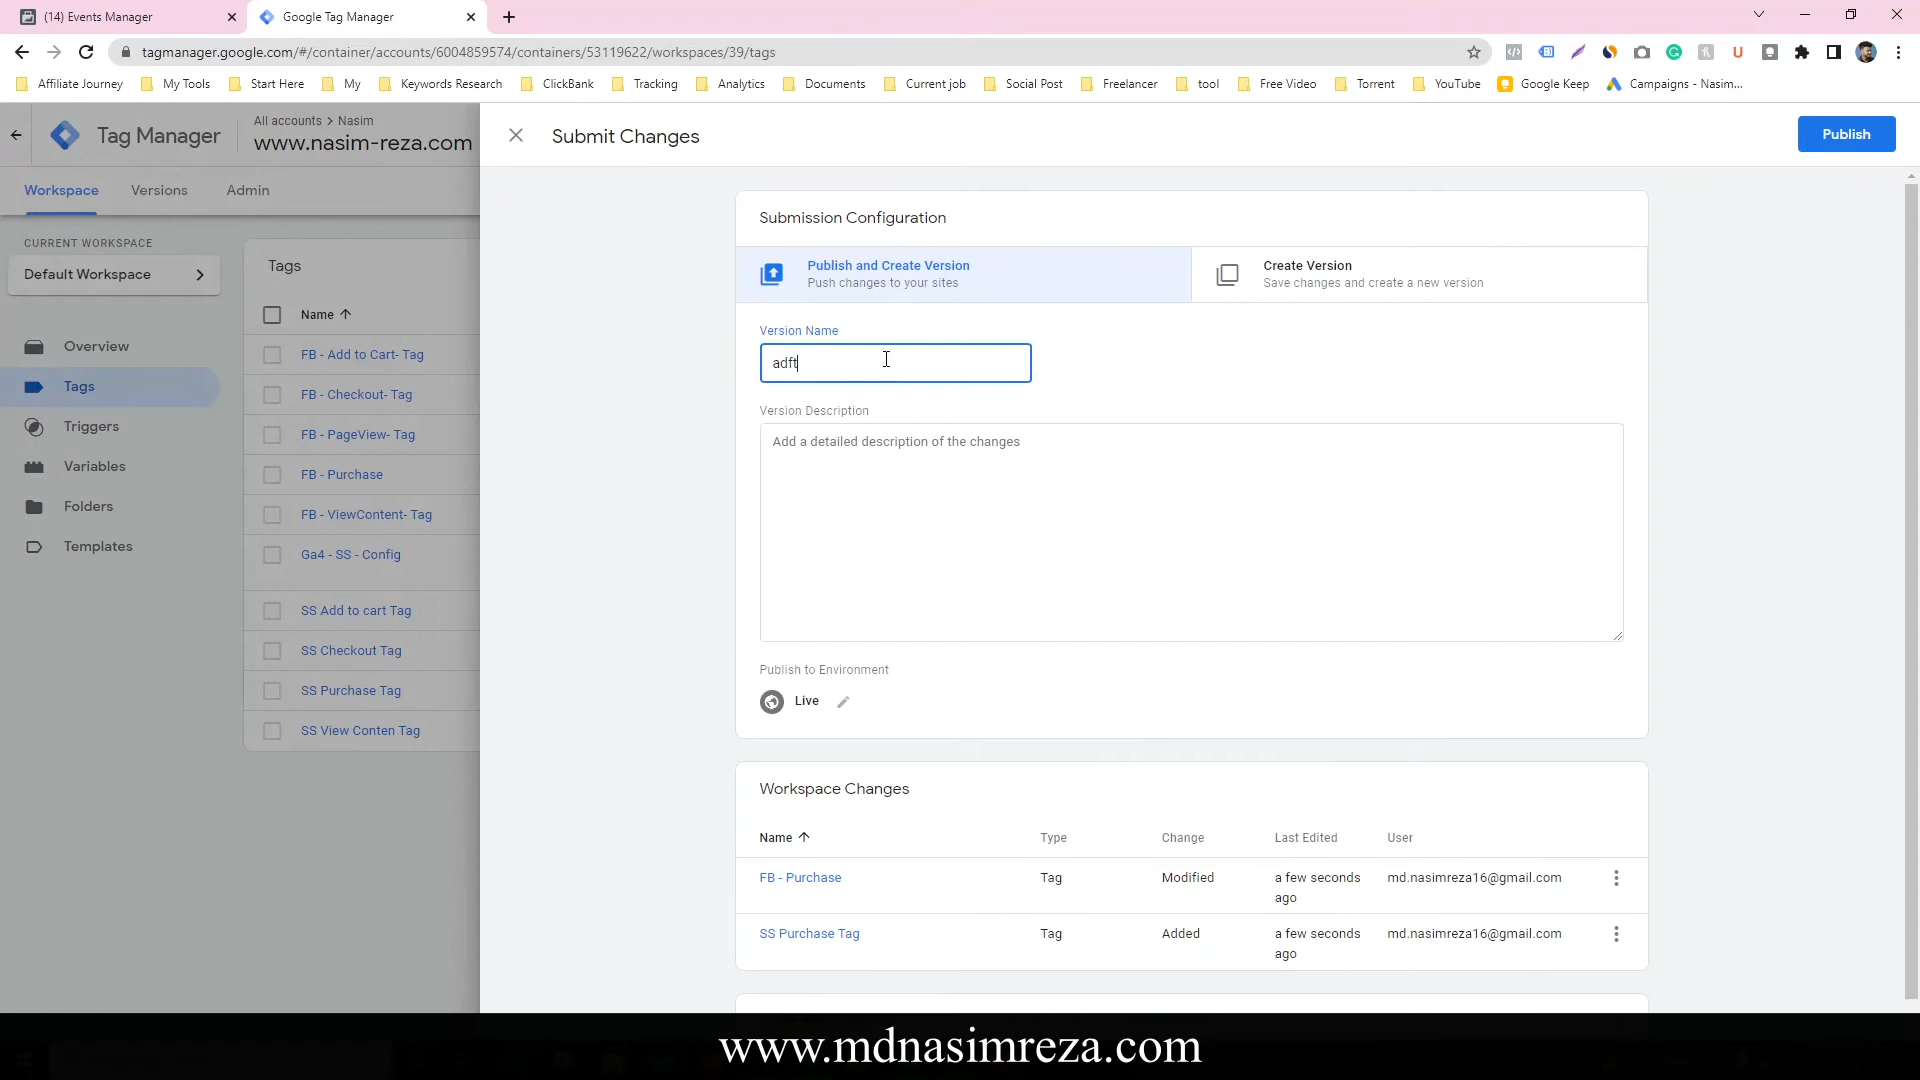 (14) Events Manager
Google Tag Manager
tagmanager.google.com/#/container/accounts/6004859574/containers/53119622/workspaces/39/tags
Affiliate Journey
My Tools
Start Here
My
Keywords Research
ClickBank
Tracking
Analytics
Documents
Current job
Social Post
Freelancer
tool
Free Video
Torrent
YouTube
Google Keep
Campaigns - Nasim...
Tag Manager
All accounts > Nasim
www.nasim-reza.com
Submit Changes
Publish
Workspace
Versions
Admin
CURRENT WORKSPACE
Default Workspace
Overview
Tags
Triggers
Variables
Folders
Templates
Tags
Name
FB - Add to Cart- Tag
FB - Checkout- Tag
FB - PageView- Tag
FB - Purchase
FB - ViewContent- Tag
Ga4 - SS - Config
SS Add to cart Tag
SS Checkout Tag
SS Purchase Tag
SS View Conten Tag
Submission Configuration
Publish and Create Version
Push changes to your sites
Create Version
Save changes and create a new version
Version Name
adft
Version Description
Add a detailed description of the changes
Publish to Environment
Live
Workspace Changes
Name Type Change Last Edited User
FB - Purchase Tag Modified a few seconds ago md.nasimreza16@gmail.com
SS Purchase Tag Tag Added a few seconds ago md.nasimreza16@gmail.com
www.mdnasimreza.com